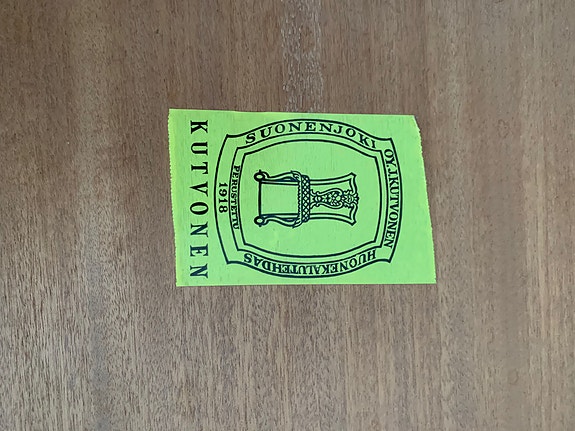 SUONENJOKI
OY.J.KUTVONEN
HUONEKALUTEHDAS
PERUSTETTU
1918
KUTVONEN